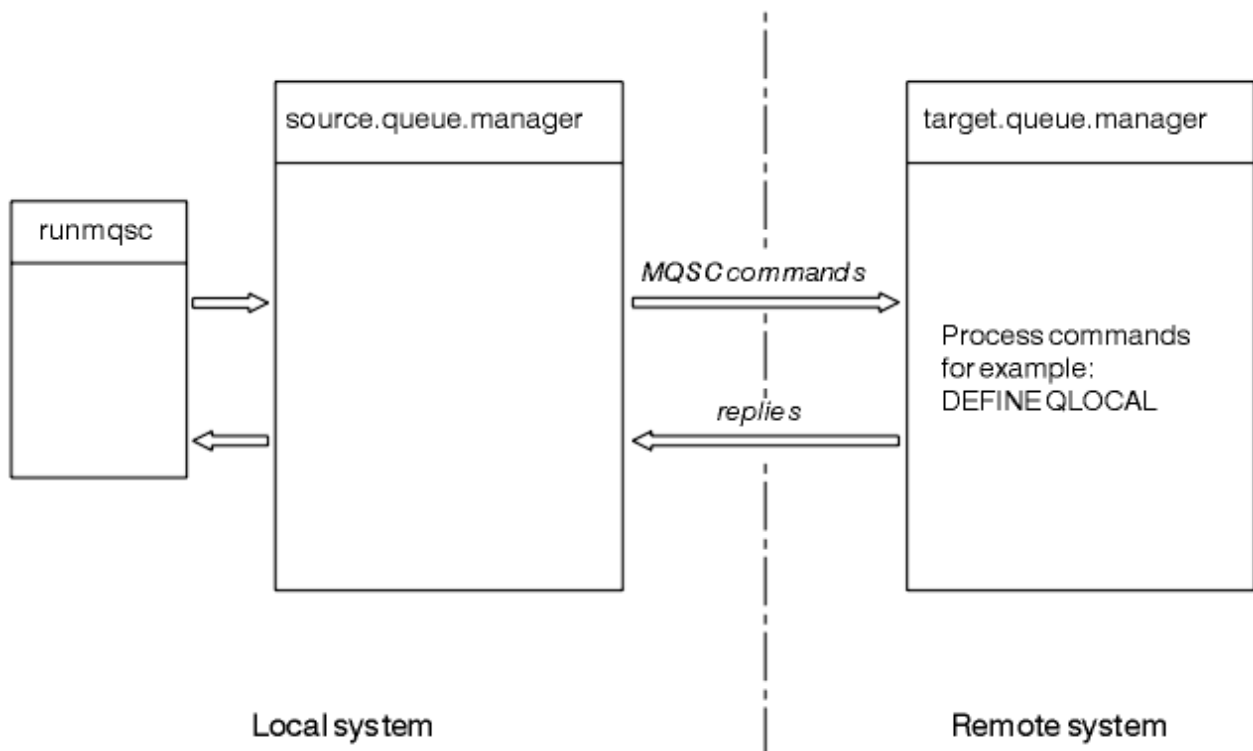 source.queue.manager
target.queue.manager
runmqsc
MQSC commands
Process commands
for example:
DEFINE QLOCAL
replies
Local system
Remote system